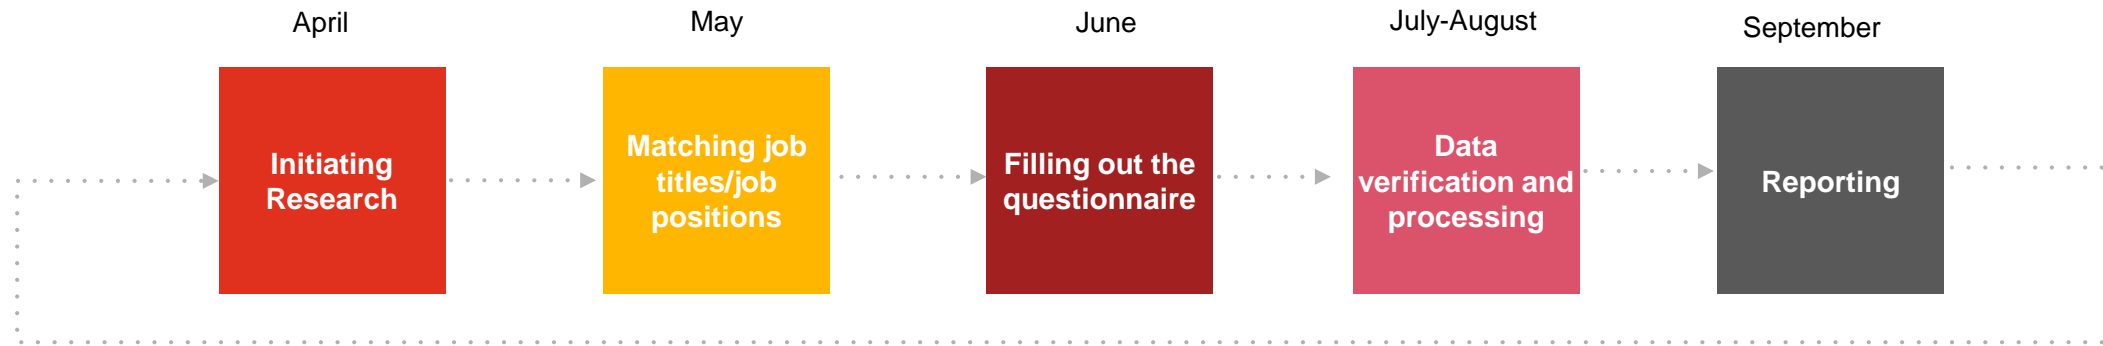 April
May
June
July-August
September
Initiating
Research
Matching job
titles/job
positions
Filling out the
questionnaire
Data
verification and
processing
Reporting